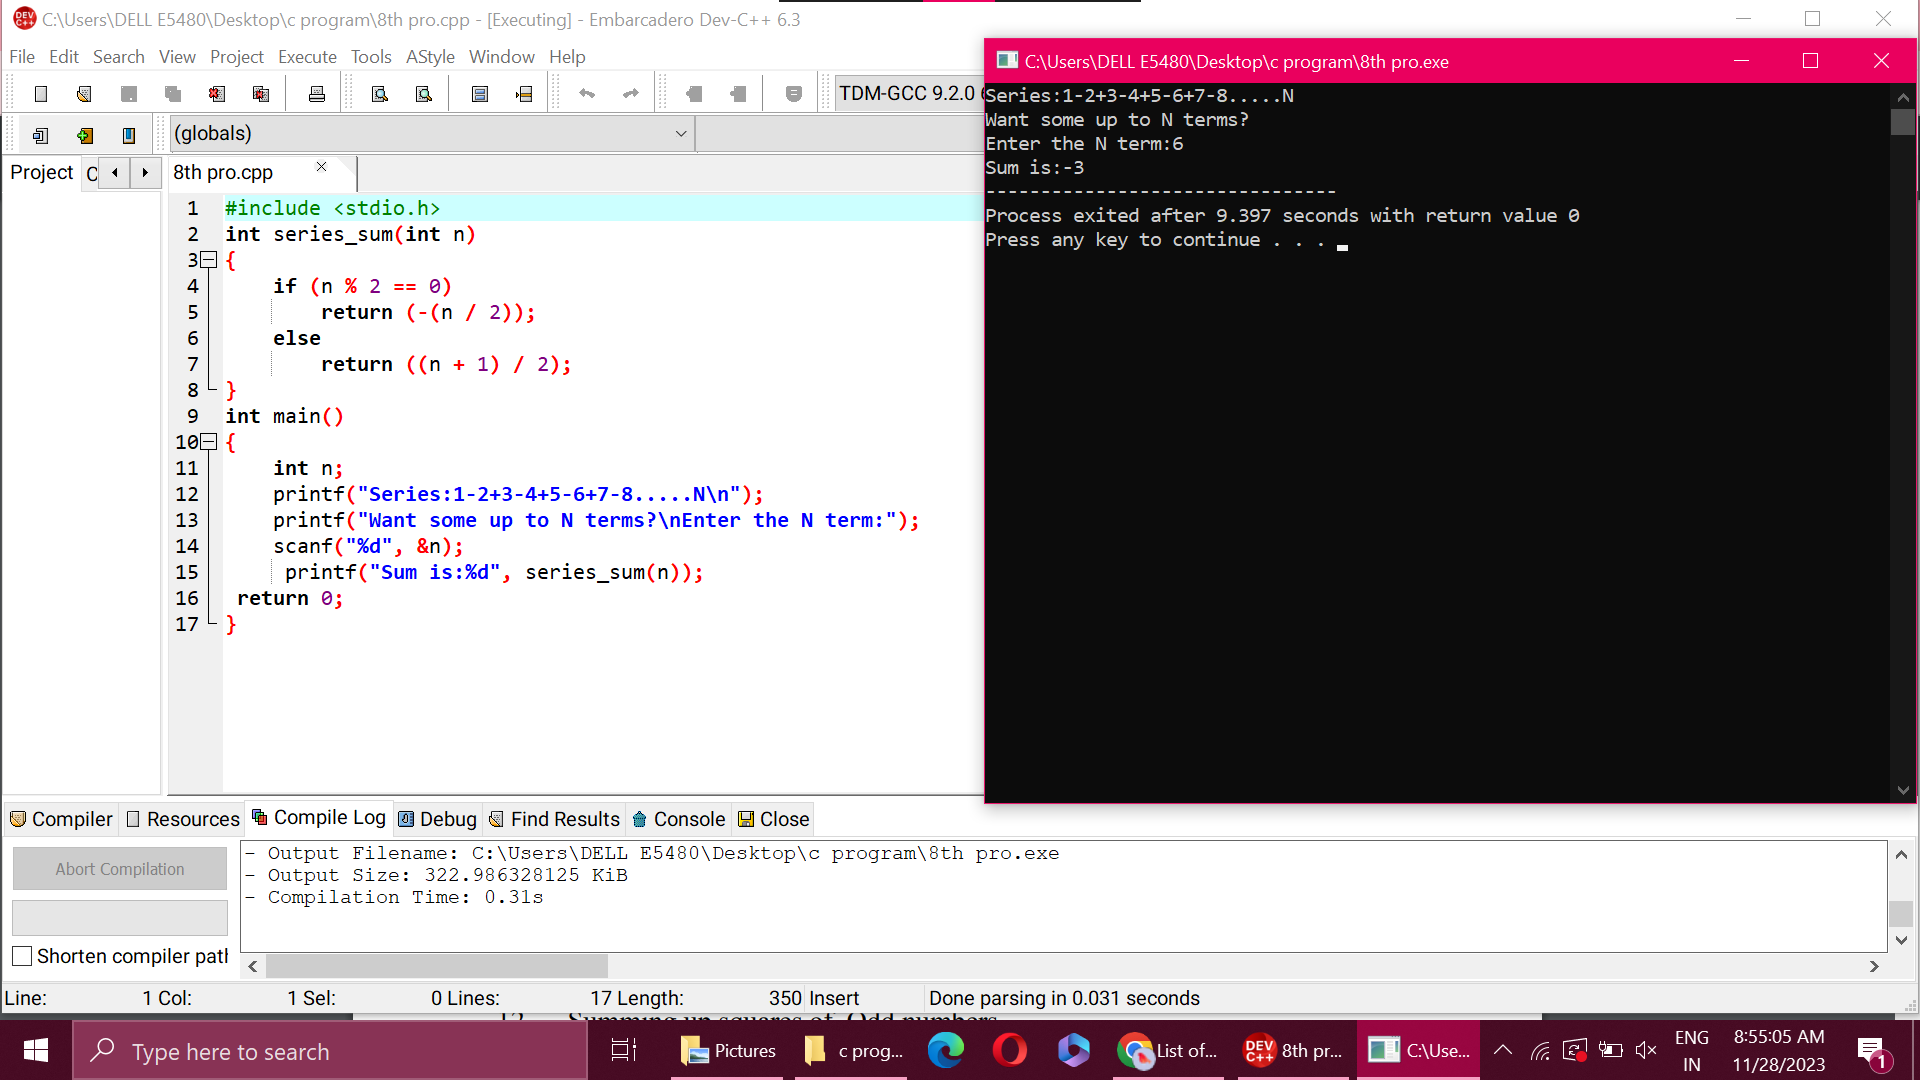 C:\Users\DELL E5480\Desktop\c program\8th pro.cpp - [Executing] - Embarcadero Dev-C++ 6.3
File Edit Search View Project Execute Tools AStyle Window Help
TDM-GCC 9.2.0
(globals)
Project
8th pro.cpp
1 #include <stdio.h>
2 int series_sum(int n)
3 {
4 if (n % 2 == 0)
5 return (-(n / 2));
6 else
7 return ((n + 1) / 2);
8 }
9 int main()
10 {
11 int n;
12 printf("Series:1-2+3-4+5-6+7-8.....N\n");
13 printf("Want some up to N terms?\nEnter the N term:");
14 scanf("%d", &n);
15 printf("Sum is:%d", series_sum(n));
16 return 0;
17 }
C:\Users\DELL E5480\Desktop\c program\8th pro.exe
Series:1-2+3-4+5-6+7-8.....N
Want some up to N terms?
Enter the N term:6
Sum is:-3
--------------------------------
Process exited after 9.397 seconds with return value 0
Press any key to continue . . .
Compiler Resources Compile Log Debug Find Results Console Close
Abort Compilation
Shorten compiler path
- Output Filename: C:\Users\DELL E5480\Desktop\c program\8th pro.exe
- Output Size: 322.986328125 KiB
- Compilation Time: 0.31s
Line: 1 Col: 1 Sel: 0 Lines: 17 Length: 350 Insert Done parsing in 0.031 seconds
Summing up squares of Odd numbers
Type here to search
Pictures
c prog...
List of...
DEV C++
8th pr...
C:\Use...
ENG
IN
8:55:05 AM
11/28/2023
1